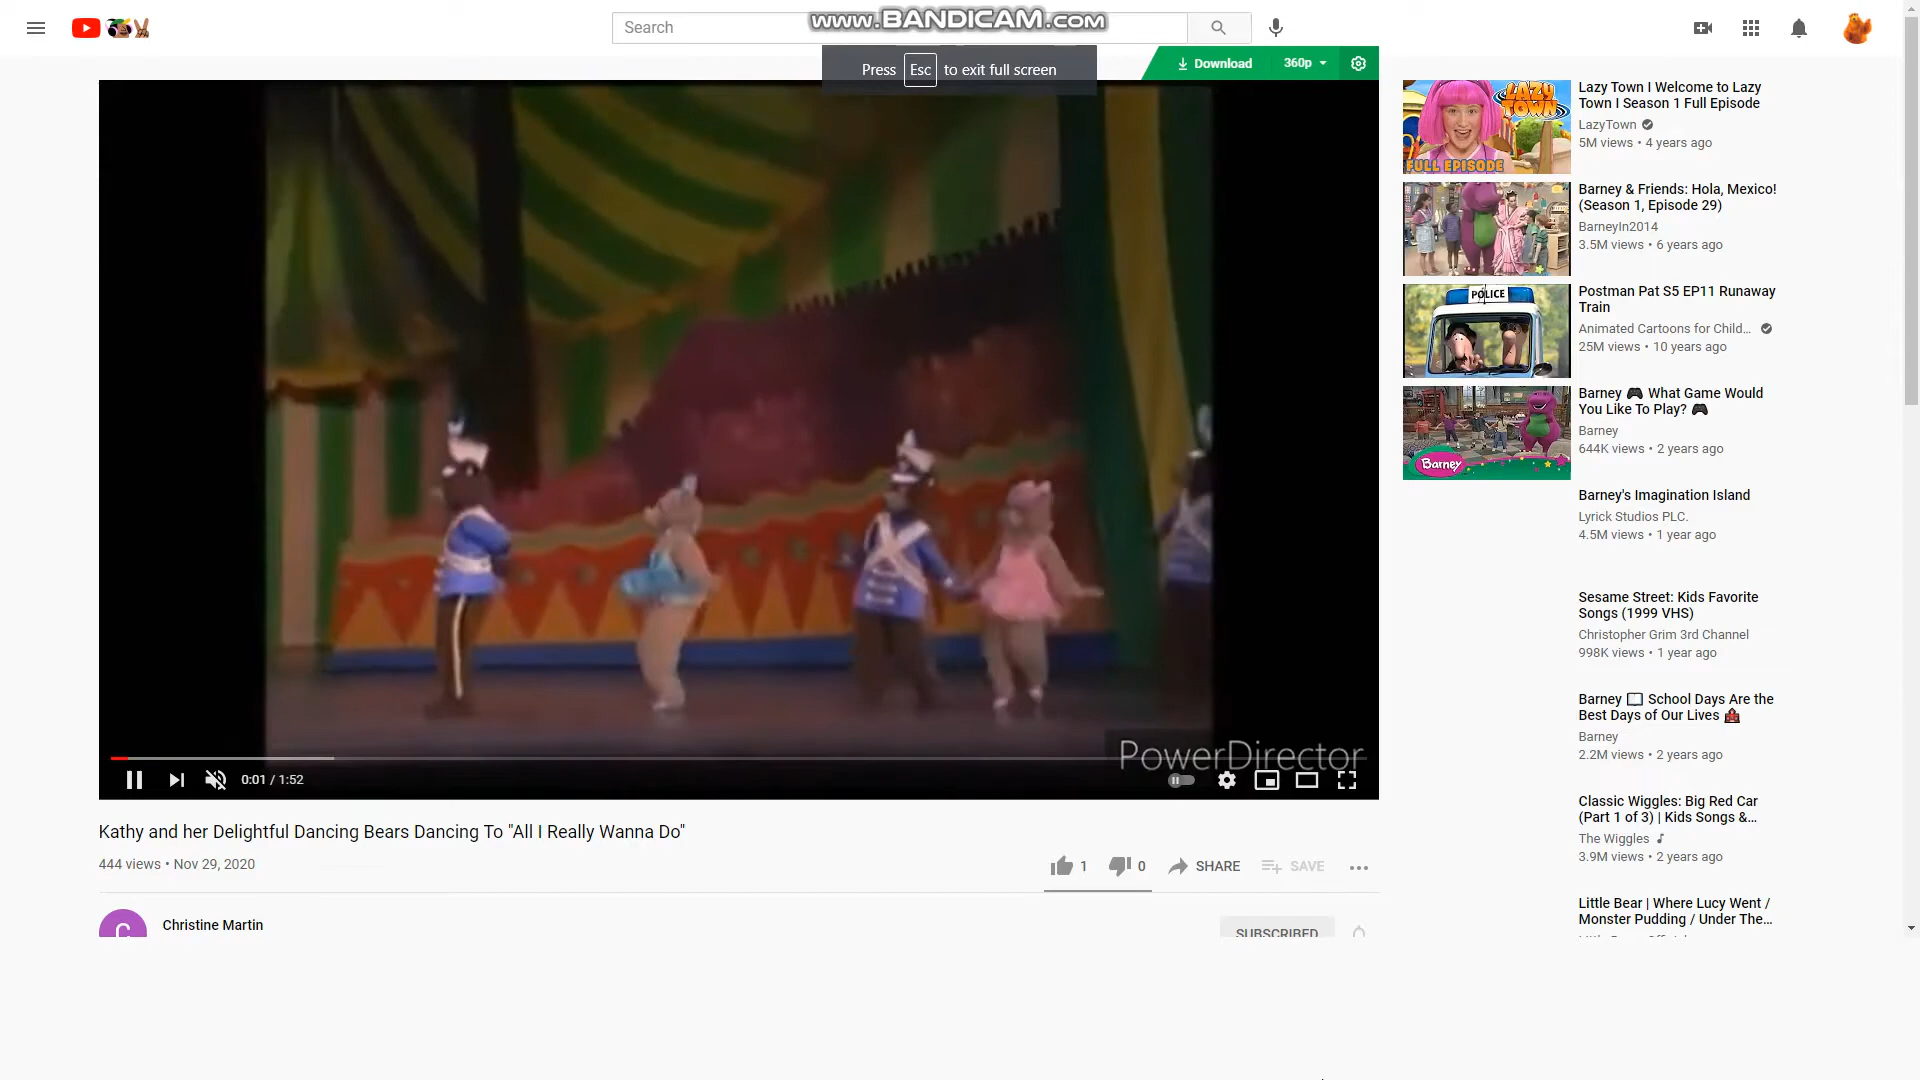 Search
www.BANDICAM.com
Press Esc to exit full screen
Download
360p
PowerDirector
0:01 / 1:52
Kathy and her Delightful Dancing Bears Dancing To "All I Really Wanna Do"
444 views • Nov 29, 2020
1
0
SHARE
SAVE
C
Christine Martin
SUBSCRIBED
LAZY TOWN
FULL EPISODE
Lazy Town I Welcome to Lazy
Town I Season 1 Full Episode
LazyTown
5M views • 4 years ago
Barney & Friends: Hola, Mexico!
(Season 1, Episode 29)
BarneyIn2014
3.5M views • 6 years ago
POLICE
Postman Pat S5 EP11 Runaway
Train
Animated Cartoons for Child...
25M views • 10 years ago
Barney
Barney 🎮 What Game Would
You Like To Play? 🎮
Barney
644K views • 2 years ago
Barney's Imagination Island
Lyrick Studios PLC.
4.5M views • 1 year ago
Sesame Street: Kids Favorite
Songs (1999 VHS)
Christopher Grim 3rd Channel
998K views • 1 year ago
Barney 📖 School Days Are the
Best Days of Our Lives 🏫
Barney
2.2M views • 2 years ago
Classic Wiggles: Big Red Car
(Part 1 of 3) | Kids Songs &...
The Wiggles
3.9M views • 2 years ago
Little Bear | Where Lucy Went /
Monster Pudding / Under The...